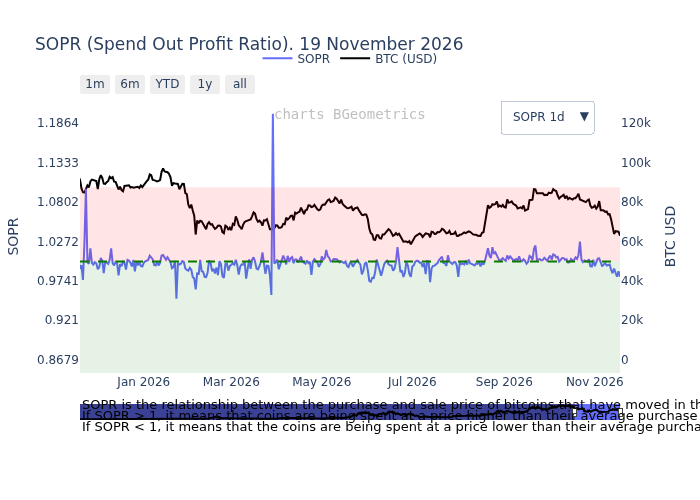 SOPR (Spend Out Profit Ratio). 19 November 2026
SOPR BTC (USD)
1m 6m YTD 1y all
charts BGeometrics
SOPR 1d ▼
1.1864
1.1333
1.0802
1.0272
0.9741
0.921
0.8679
SOPR
120k
100k
80k
60k
40k
20k
0
BTC USD
Jan 2026 Mar 2026 May 2026 Jul 2026 Sep 2026 Nov 2026
SOPR is the relationship between the purchase and sale price of bitcoins that have moved in th
If SOPR > 1, it means that the coins are being spent at a price higher than their average purchase
If SOPR < 1, it means that the coins are being spent at a price lower than their average purcha